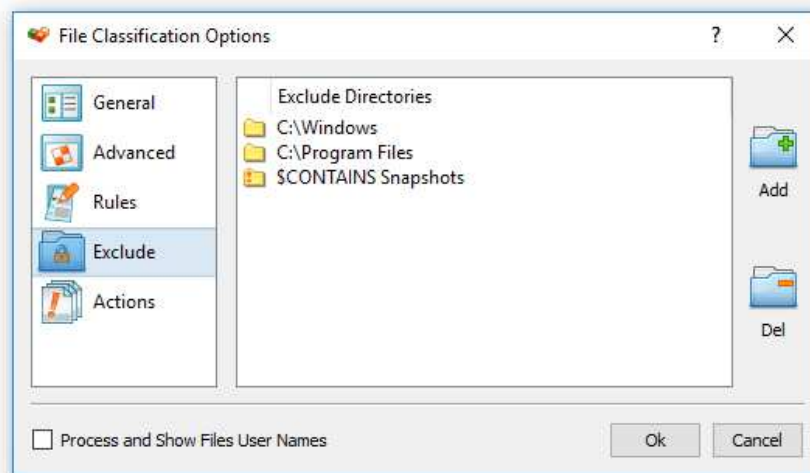 File Classification Options
?
General
Advanced
Rules
Exclude
Actions
Exclude Directories
C:\Windows
C:\Program Files
$CONTAINS Snapshots
Add
Del
Process and Show Files User Names
Ok
Cancel